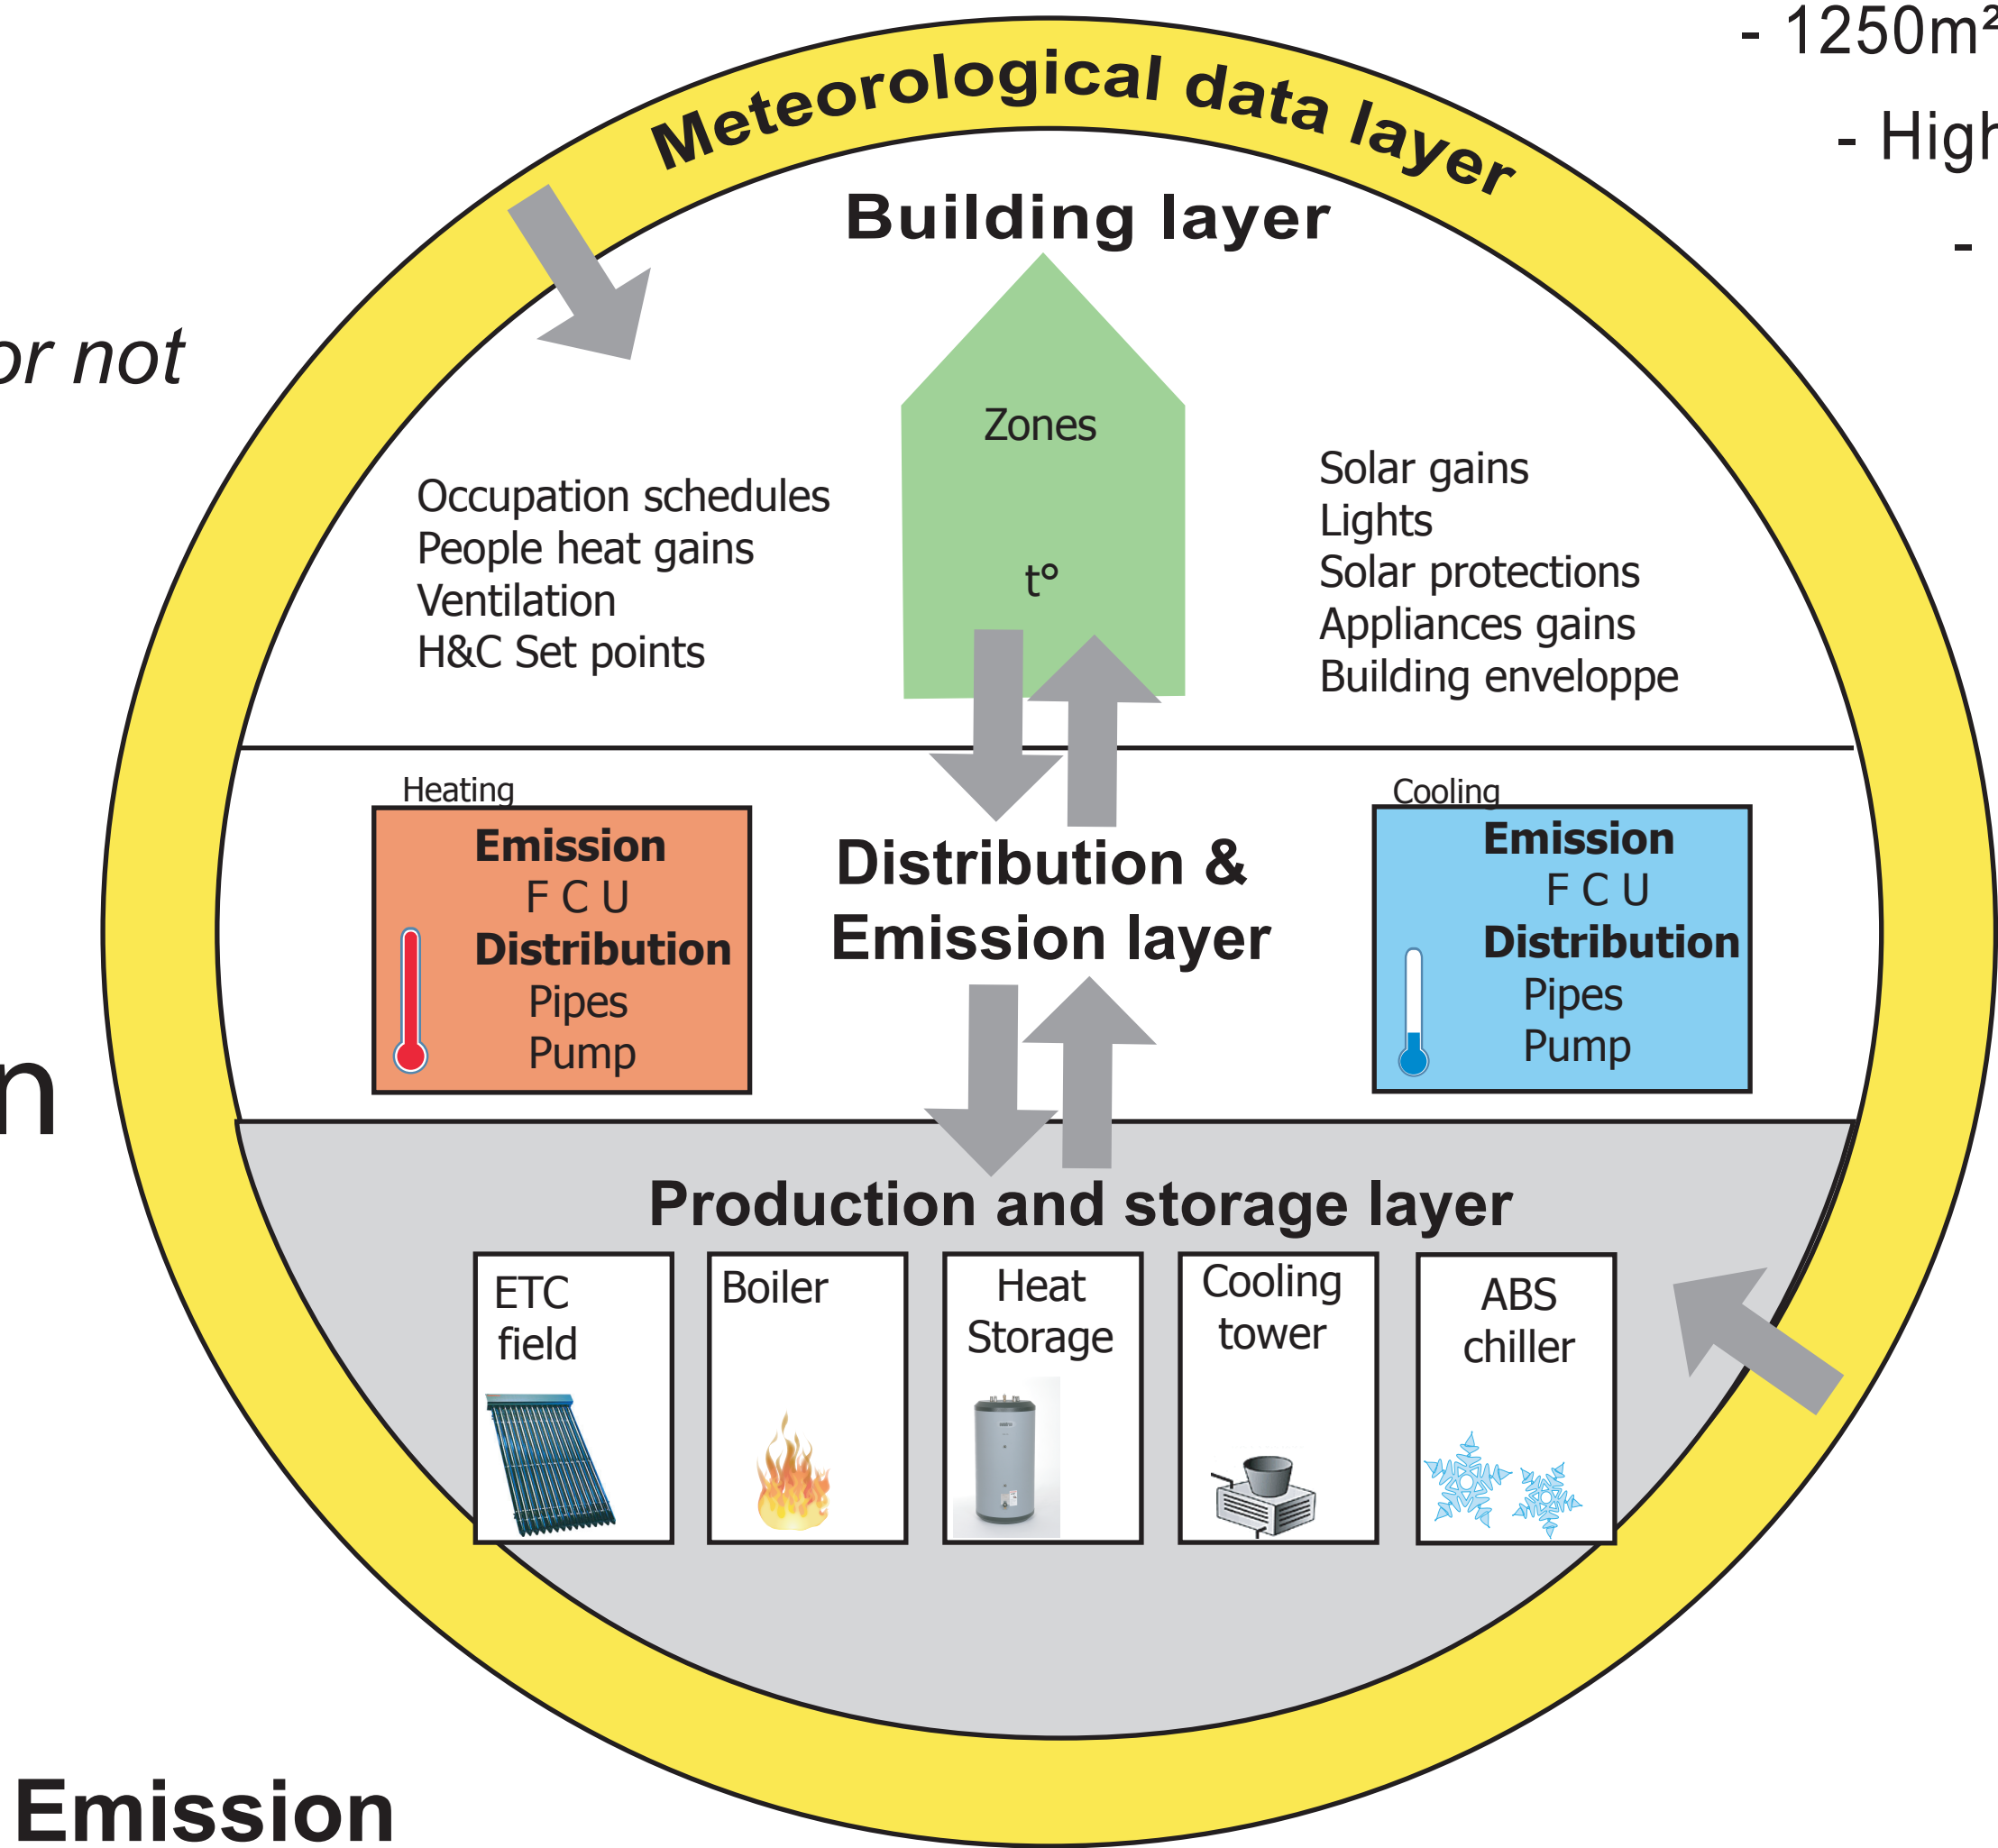 - 1250m²
- High
-
or not
Meteorological data layer
Building layer
Zones
t°
Occupation schedules
People heat gains
Ventilation
H&C Set points
Solar gains
Lights
Solar protections
Appliances gains
Building enveloppe
Heating
Emission
F C U
Distribution
Pipes
Pump
Distribution &
Emission layer
Cooling
Emission
F C U
Distribution
Pipes
Pump
n
Production and storage layer
ETC
field
Boiler
Heat
Storage
Cooling
tower
ABS
chiller
Emission